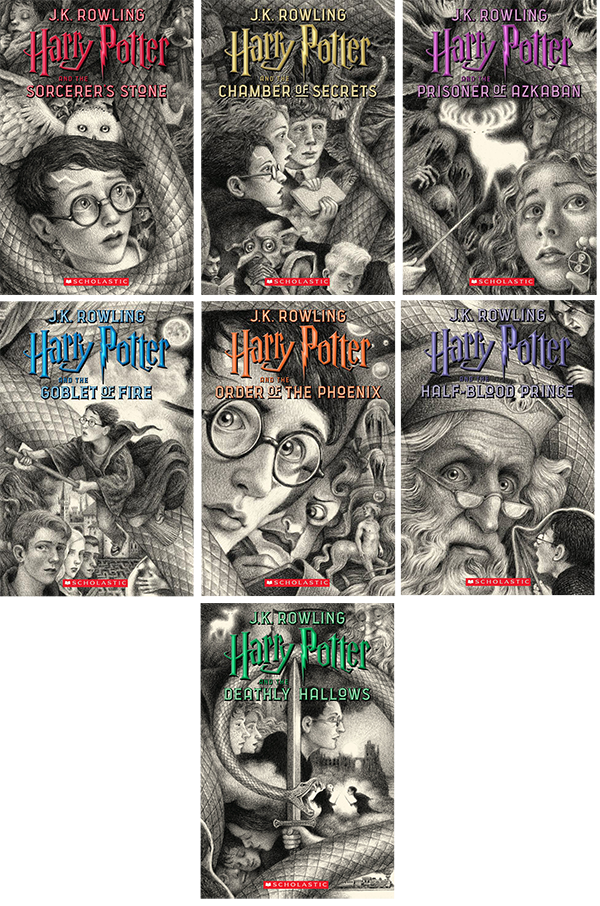 J.K. ROWLING
Harry Potter
AND THE
SORCERER'S STONE
SCHOLASTIC
J.K. ROWLING
Harry Potter
AND THE
CHAMBER OF SECRETS
SCHOLASTIC
J.K. ROWLING
Harry Potter
AND THE
PRISONER OF AZKABAN
SCHOLASTIC
J.K. ROWLING
Harry Potter
AND THE
GOBLET OF FIRE
SCHOLASTIC
J.K. ROWLING
Harry Potter
AND THE
ORDER OF THE PHOENIX
SCHOLASTIC
J.K. ROWLING
Harry Potter
AND THE
HALF-BLOOD PRINCE
SCHOLASTIC
J.K. ROWLING
Harry Potter
AND THE
DEATHLY HALLOWS
SCHOLASTIC